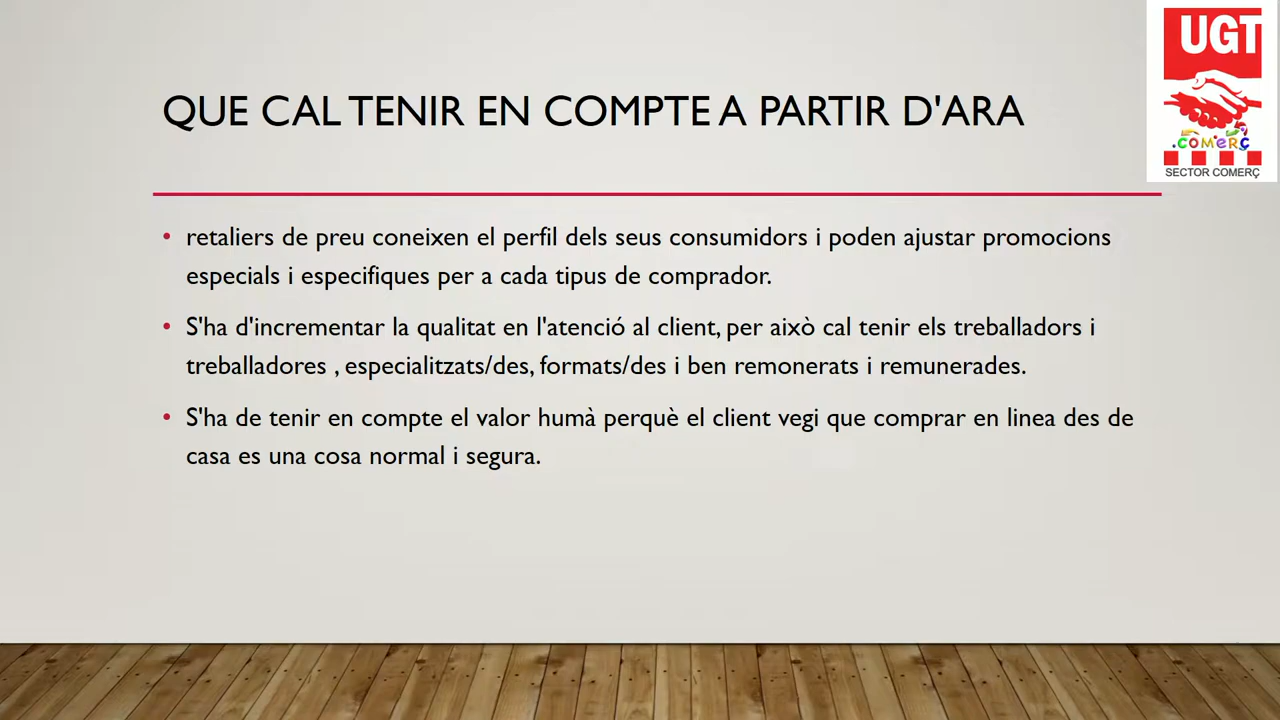 UGT
.COMERÇ
SECTOR COMERÇ
QUE CAL TENIR EN COMPTE A PARTIR D'ARA
• retaliers de preu coneixen el perfil dels seus consumidors i poden ajustar promocions
especials i especifiques per a cada tipus de comprador.
• S'ha d'incrementar la qualitat en l'atenció al client, per això cal tenir els treballadors i
treballadores , especialitzats/des, formats/des i ben remonerats i remunerades.
• S'ha de tenir en compte el valor humà perquè el client vegi que comprar en linea des de
casa es una cosa normal i segura.